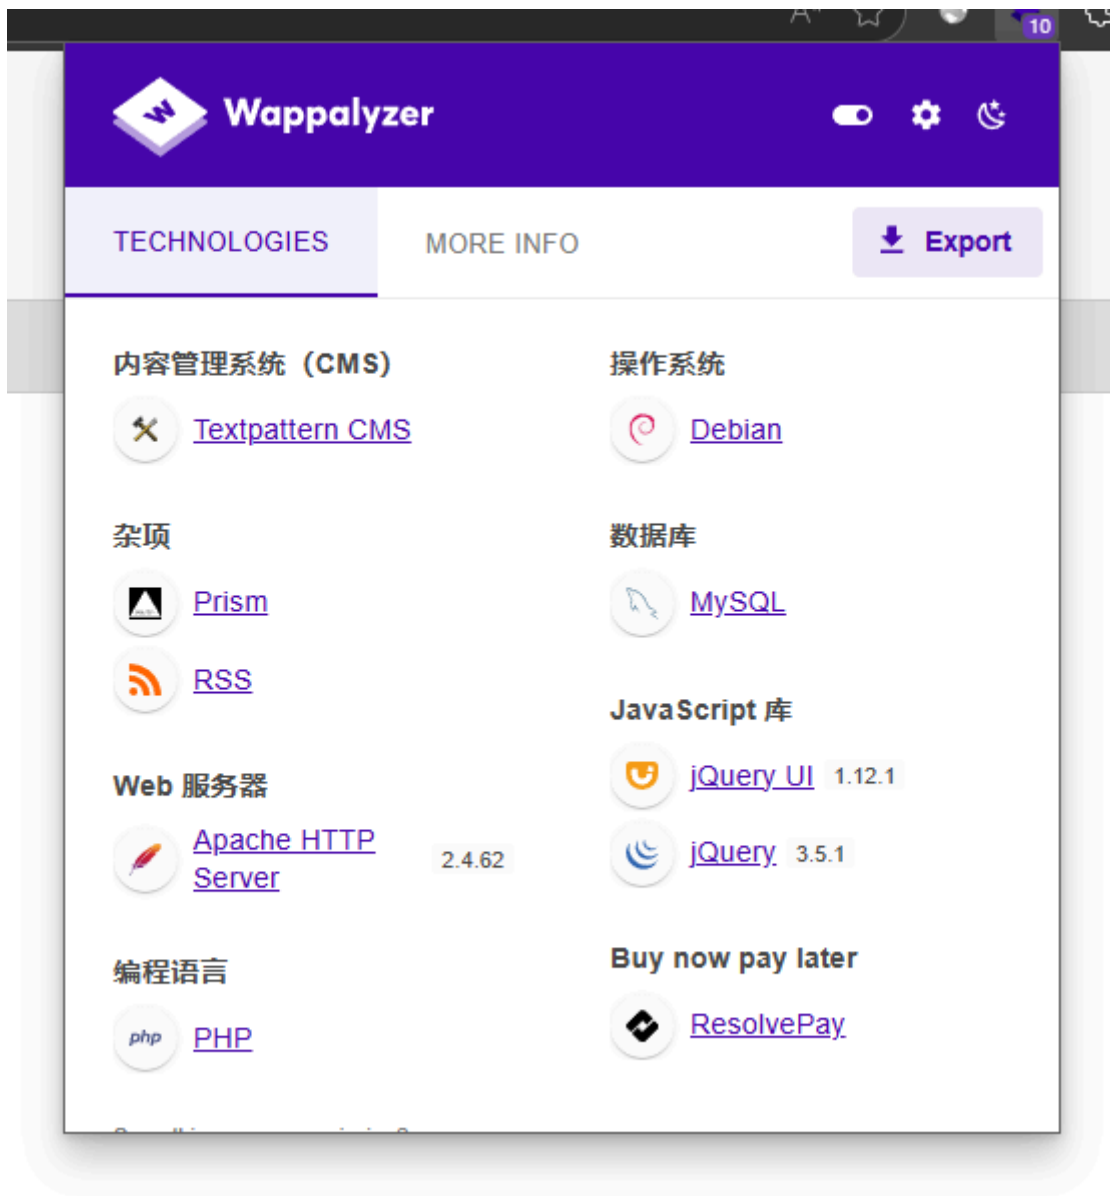 10
Wappalyzer
TECHNOLOGIES
MORE INFO
Export
内容管理系统（CMS）
Textpattern CMS
杂项
Prism
RSS
Web 服务器
Apache HTTP
Server
2.4.62
编程语言
php
PHP
操作系统
Debian
数据库
MySQL
JavaScript 库
jQuery UI 1.12.1
jQuery 3.5.1
Buy now pay later
ResolvePay